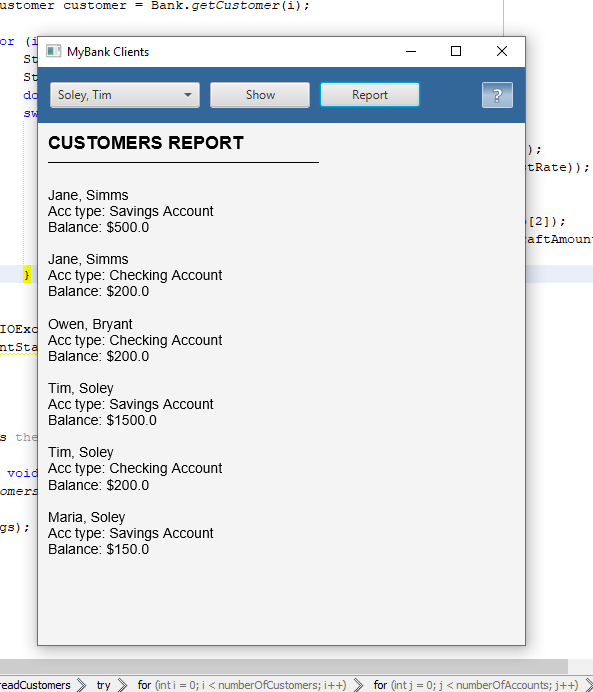 ustomer customer = Bank.getCustomer(i);
or (i
MyBank Clients
St
St
do
sw
Soley, Tim
Show
Report
?
CUSTOMERS REPORT
);
tRate));
Jane, Simms
Acc type: Savings Account
Balance: $500.0
[2]);
aftAmount
Jane, Simms
Acc type: Checking Account
Balance: $200.0
}
Owen, Bryant
Acc type: Checking Account
Balance: $200.0
IOExc
ntSta
Tim, Soley
Acc type: Savings Account
Balance: $1500.0
s the
Tim, Soley
Acc type: Checking Account
Balance: $200.0
void
omers
Maria, Soley
Acc type: Savings Account
Balance: $150.0
gs);
readCustomers try for (int i = 0; i < numberOfCustomers; i++) for (int j = 0; j < numberOfAccounts; j++)